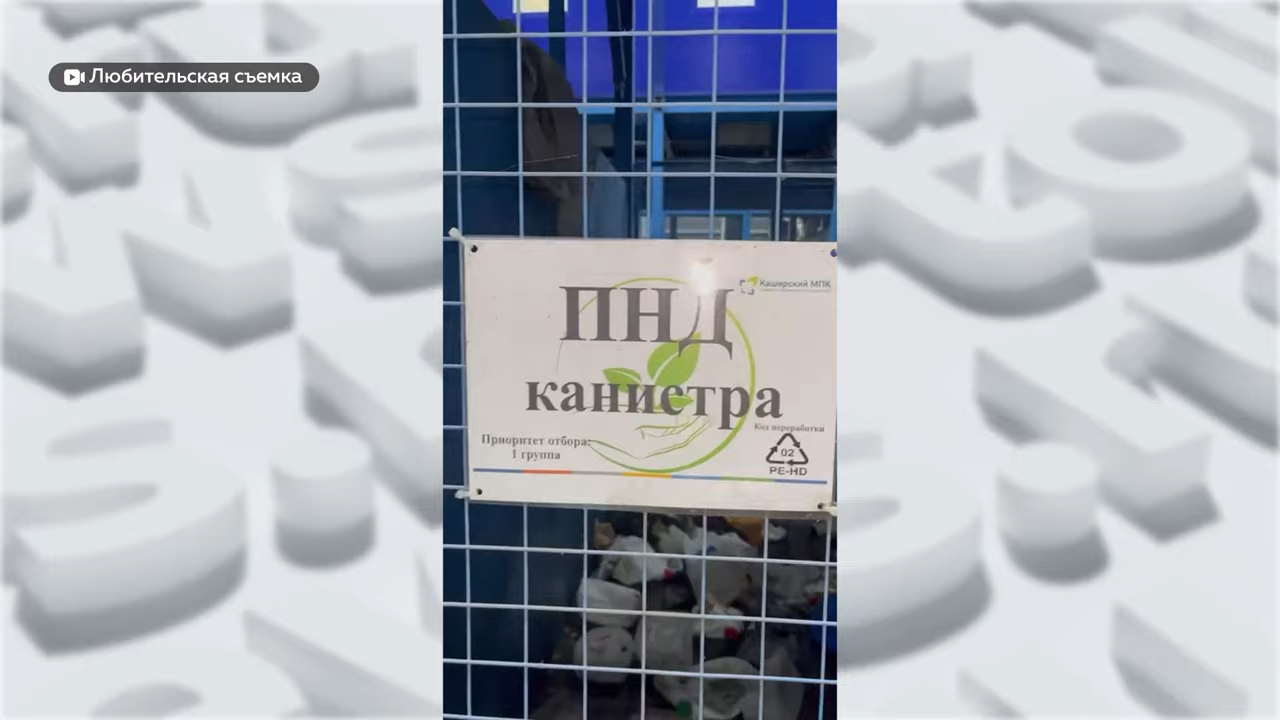 Любительская съемка
Каширский МПК
ПНД
канистра
Код переработки
Приоритет отбора:
1 группа
02
PE-HD